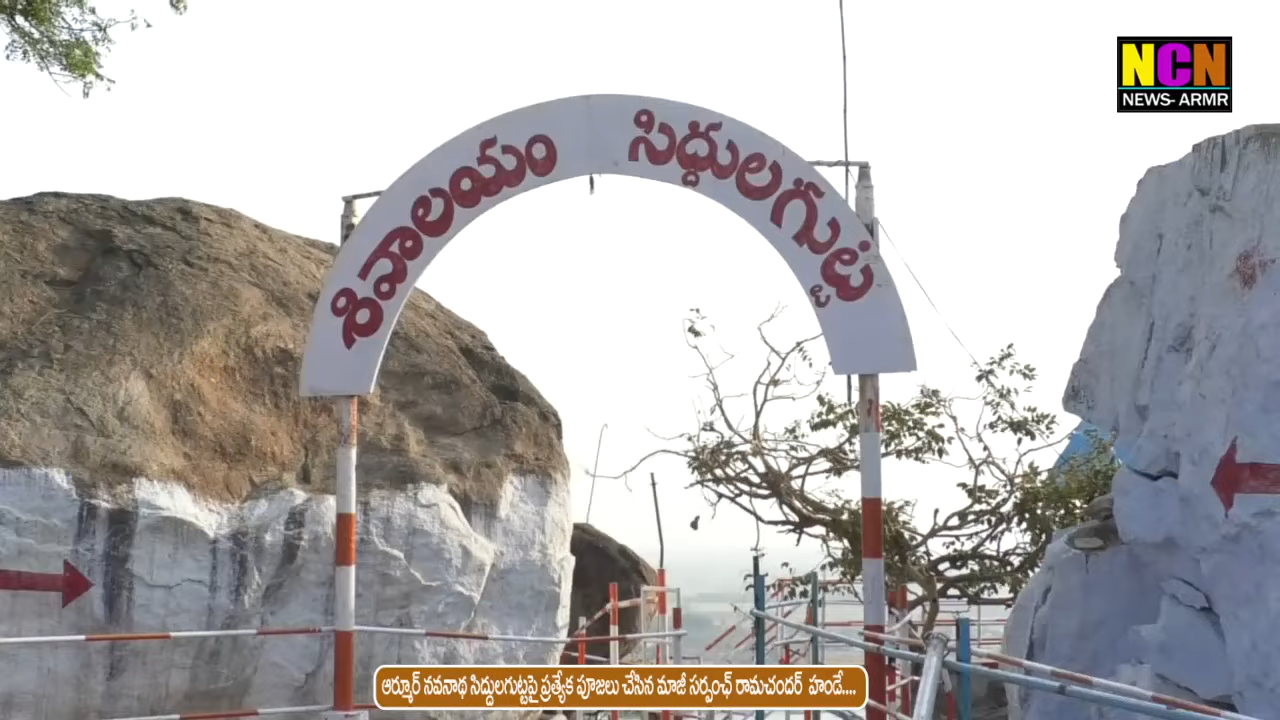 NCN
NEWS- ARMR
శివాలయం సిద్దులగుట్ట
ఆర్మూర్ నవనాథ సిద్దులగుట్టపై ప్రత్యేక పూజలు చేసిన మాజీ సర్పంఛ్ రామచందర్ హండే....